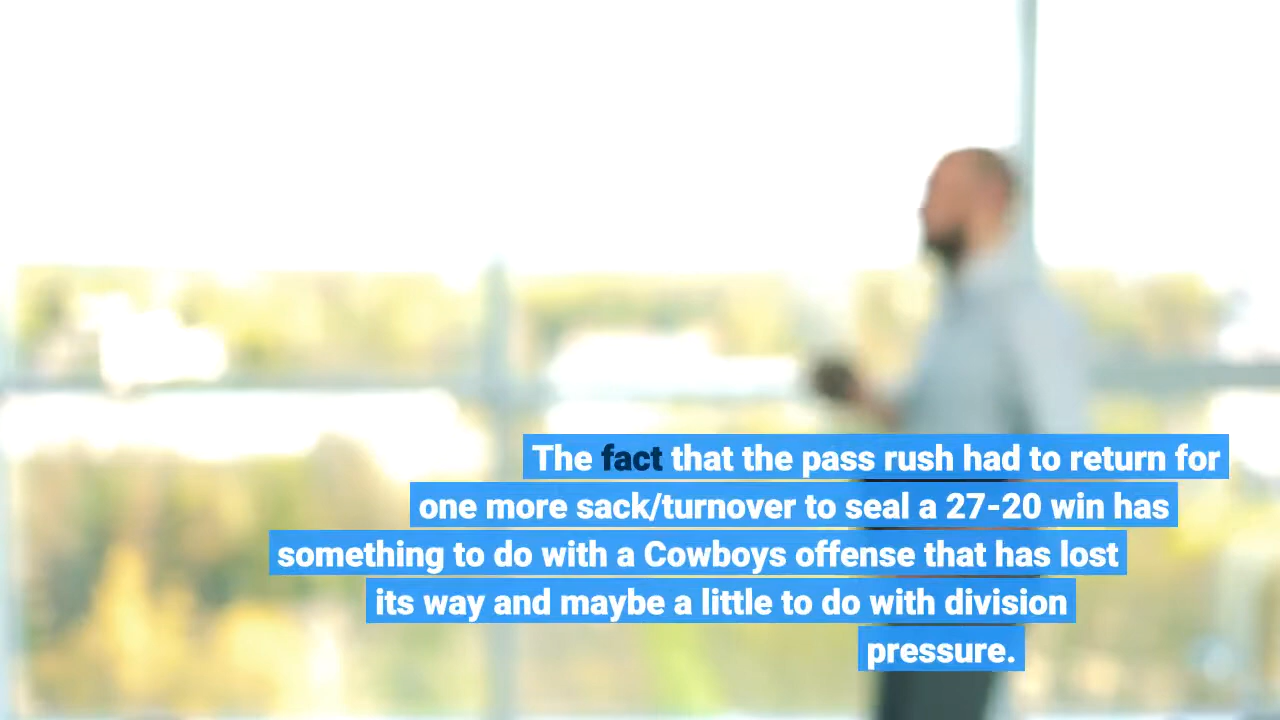 The fact that the pass rush had to return for
one more sack/turnover to seal a 27-20 win has
something to do with a Cowboys offense that has lost
its way and maybe a little to do with division
pressure.